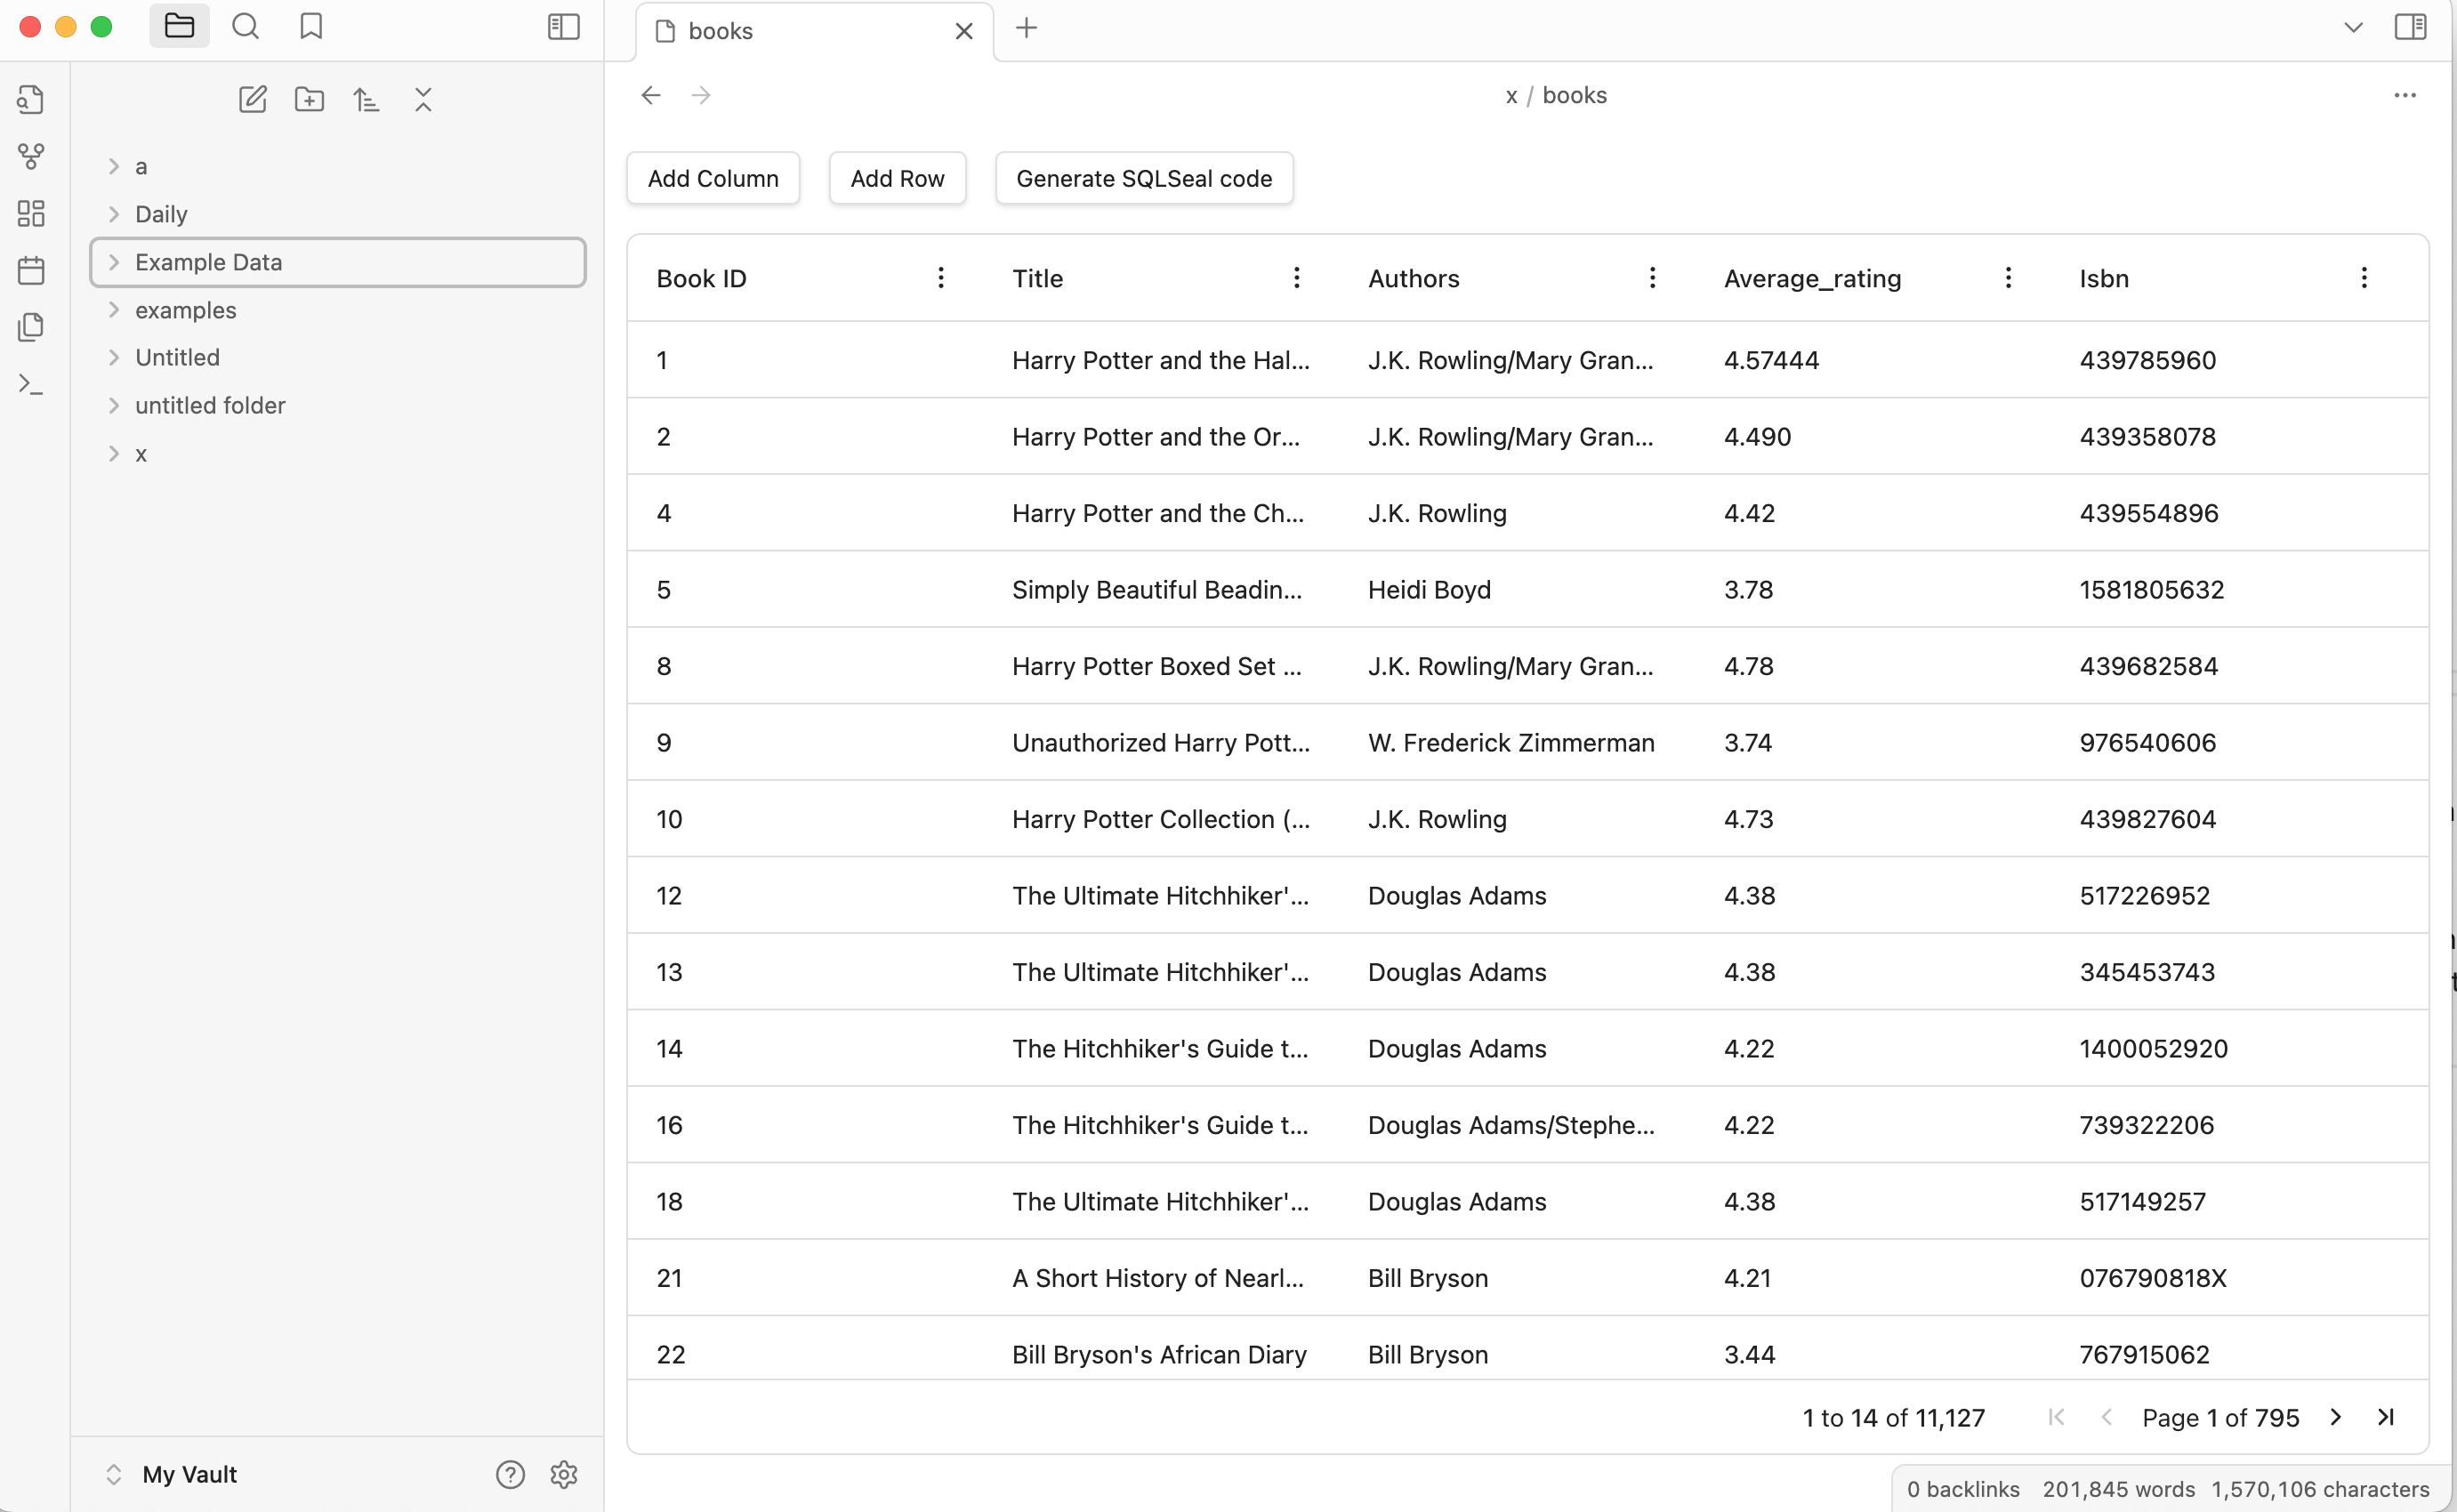 books
x / books
a
Daily
Example Data
examples
Untitled
untitled folder
x
My Vault
Add Column Add Row Generate SQLSeal code
Book ID Title Authors Average_rating Isbn
1 Harry Potter and the Hal... J.K. Rowling/Mary Gran... 4.57444 439785960
2 Harry Potter and the Or... J.K. Rowling/Mary Gran... 4.490 439358078
4 Harry Potter and the Ch... J.K. Rowling 4.42 439554896
5 Simply Beautiful Beadin... Heidi Boyd 3.78 1581805632
8 Harry Potter Boxed Set ... J.K. Rowling/Mary Gran... 4.78 439682584
9 Unauthorized Harry Pott... W. Frederick Zimmerman 3.74 976540606
10 Harry Potter Collection (... J.K. Rowling 4.73 439827604
12 The Ultimate Hitchhiker'... Douglas Adams 4.38 517226952
13 The Ultimate Hitchhiker'... Douglas Adams 4.38 345453743
14 The Hitchhiker's Guide t... Douglas Adams 4.22 1400052920
16 The Hitchhiker's Guide t... Douglas Adams/Stephe... 4.22 739322206
18 The Ultimate Hitchhiker'... Douglas Adams 4.38 517149257
21 A Short History of Nearl... Bill Bryson 4.21 076790818X
22 Bill Bryson's African Diary Bill Bryson 3.44 767915062
1 to 14 of 11,127 Page 1 of 795
0 backlinks 201,845 words 1,570,106 characters